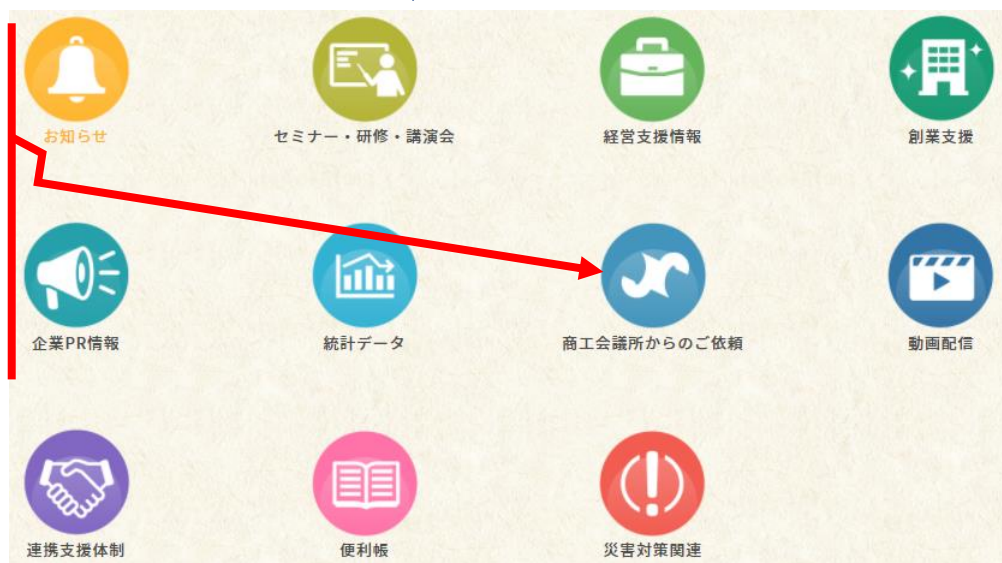 お知らせ
セミナー・研修・講演会
経営支援情報
創業支援
企業PR情報
統計データ
商工会議所からのご依頼
動画配信
連携支援体制
便利帳
災害対策関連